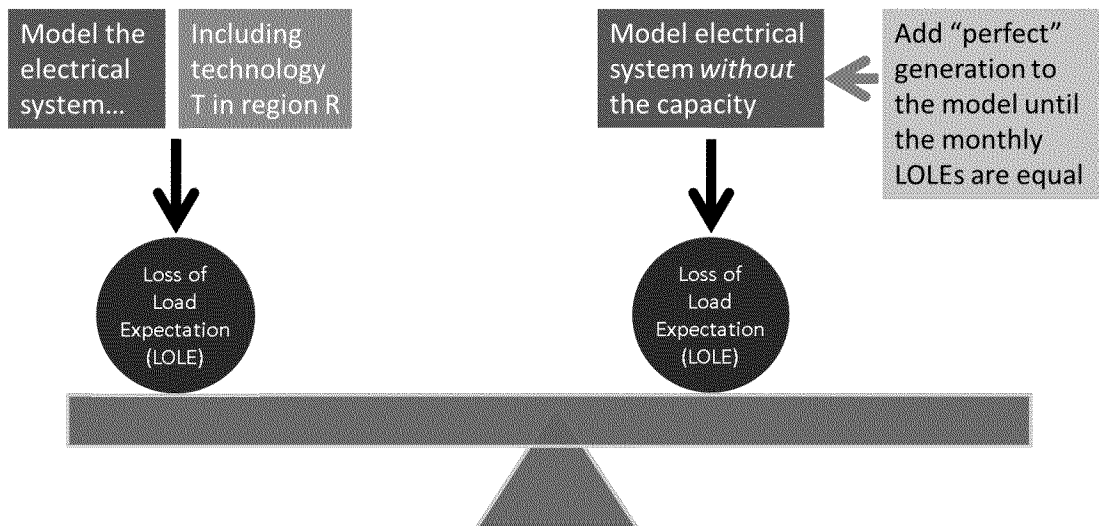 Model the
electrical
system...
Including
technology
T in region R
Model electrical
system without
the capacity
Add “perfect”
generation to
the model until
the monthly
LOLEs are equal
Loss of
Load
Expectation
(LOLE)
Loss of
Load
Expectation
(LOLE)